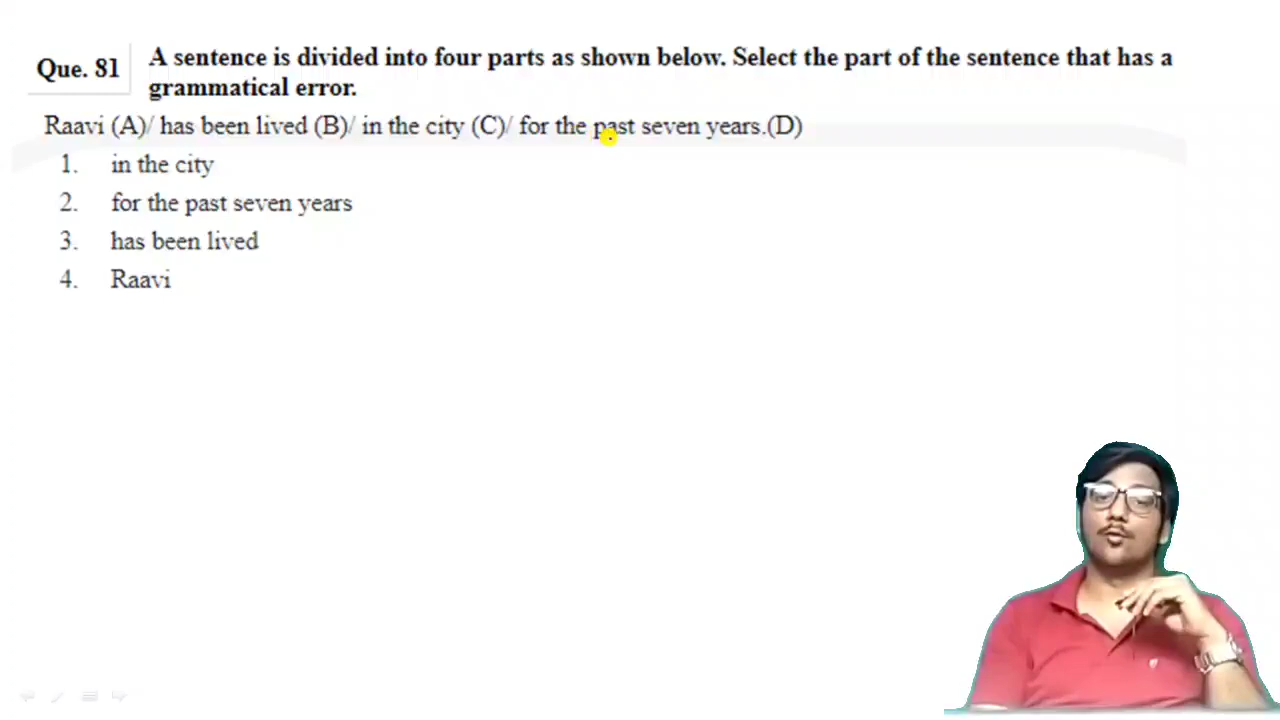 Que. 81
A sentence is divided into four parts as shown below. Select the part of the sentence that has a
grammatical error.
Raavi (A)/ has been lived (B)/ in the city (C)/ for the past seven years.(D)
1. in the city
2. for the past seven years
3. has been lived
4. Raavi